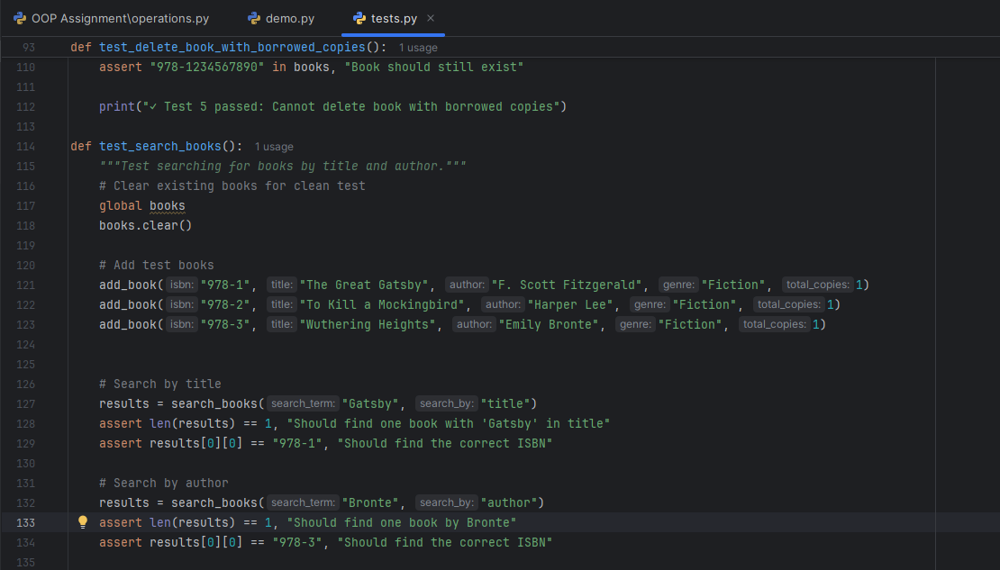 OOP Assignment\operations.py demo.py tests.py ×
93 def test_delete_book_with_borrowed_copies(): 1 usage
110 assert "978-1234567890" in books, "Book should still exist"
111
112 print("✓ Test 5 passed: Cannot delete book with borrowed copies")
113
114 def test_search_books(): 1 usage
115 """Test searching for books by title and author."""
116 # Clear existing books for clean test
117 global books
118 books.clear()
119
120 # Add test books
121 add_book( isbn: "978-1", title: "The Great Gatsby", author: "F. Scott Fitzgerald", genre: "Fiction", total_copies: 1)
122 add_book( isbn: "978-2", title: "To Kill a Mockingbird", author: "Harper Lee", genre: "Fiction", total_copies: 1)
123 add_book( isbn: "978-3", title: "Wuthering Heights", author: "Emily Bronte", genre: "Fiction", total_copies: 1)
124
125
126 # Search by title
127 results = search_books( search_term: "Gatsby", search_by: "title")
128 assert len(results) == 1, "Should find one book with 'Gatsby' in title"
129 assert results[0][0] == "978-1", "Should find the correct ISBN"
130
131 # Search by author
132 results = search_books( search_term: "Bronte", search_by: "author")
133 assert len(results) == 1, "Should find one book by Bronte"
134 assert results[0][0] == "978-3", "Should find the correct ISBN"
135